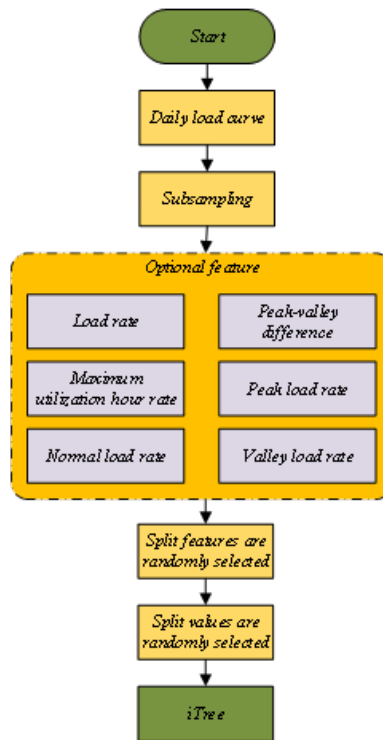 Start
Daily load curve
Subsampling
Optional feature
Load rate
Peak-valley
difference
Maximum
utilization hour rate
Peak load rate
Normal load rate
Valley load rate
Split features are
randomly selected
Split values are
randomly selected
iTree